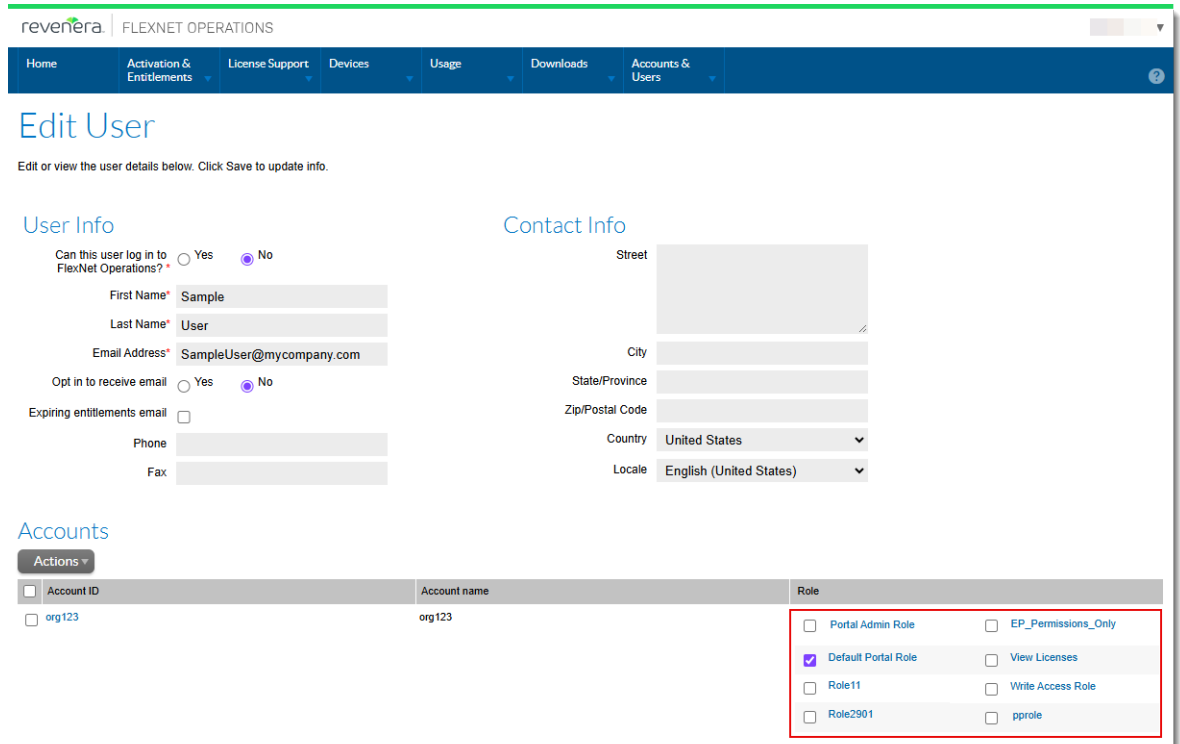 revenera. FLEXNET OPERATIONS
Home Activation & Entitlements License Support Devices Usage Downloads Accounts & Users ?
Edit User
Edit or view the user details below. Click Save to update info.
User Info
Can this user log in to FlexNet Operations? * Yes No
First Name* Sample
Last Name* User
Email Address* SampleUser@mycompany.com
Opt in to receive email Yes No
Expiring entitlements email
Phone
Fax
Contact Info
Street
City
State/Province
Zip/Postal Code
Country United States
Locale English (United States)
Accounts
Actions
Account ID Account name Role
org123 org123
Portal Admin Role EP_Permissions_Only
Default Portal Role View Licenses
Role11 Write Access Role
Role2901 pprole